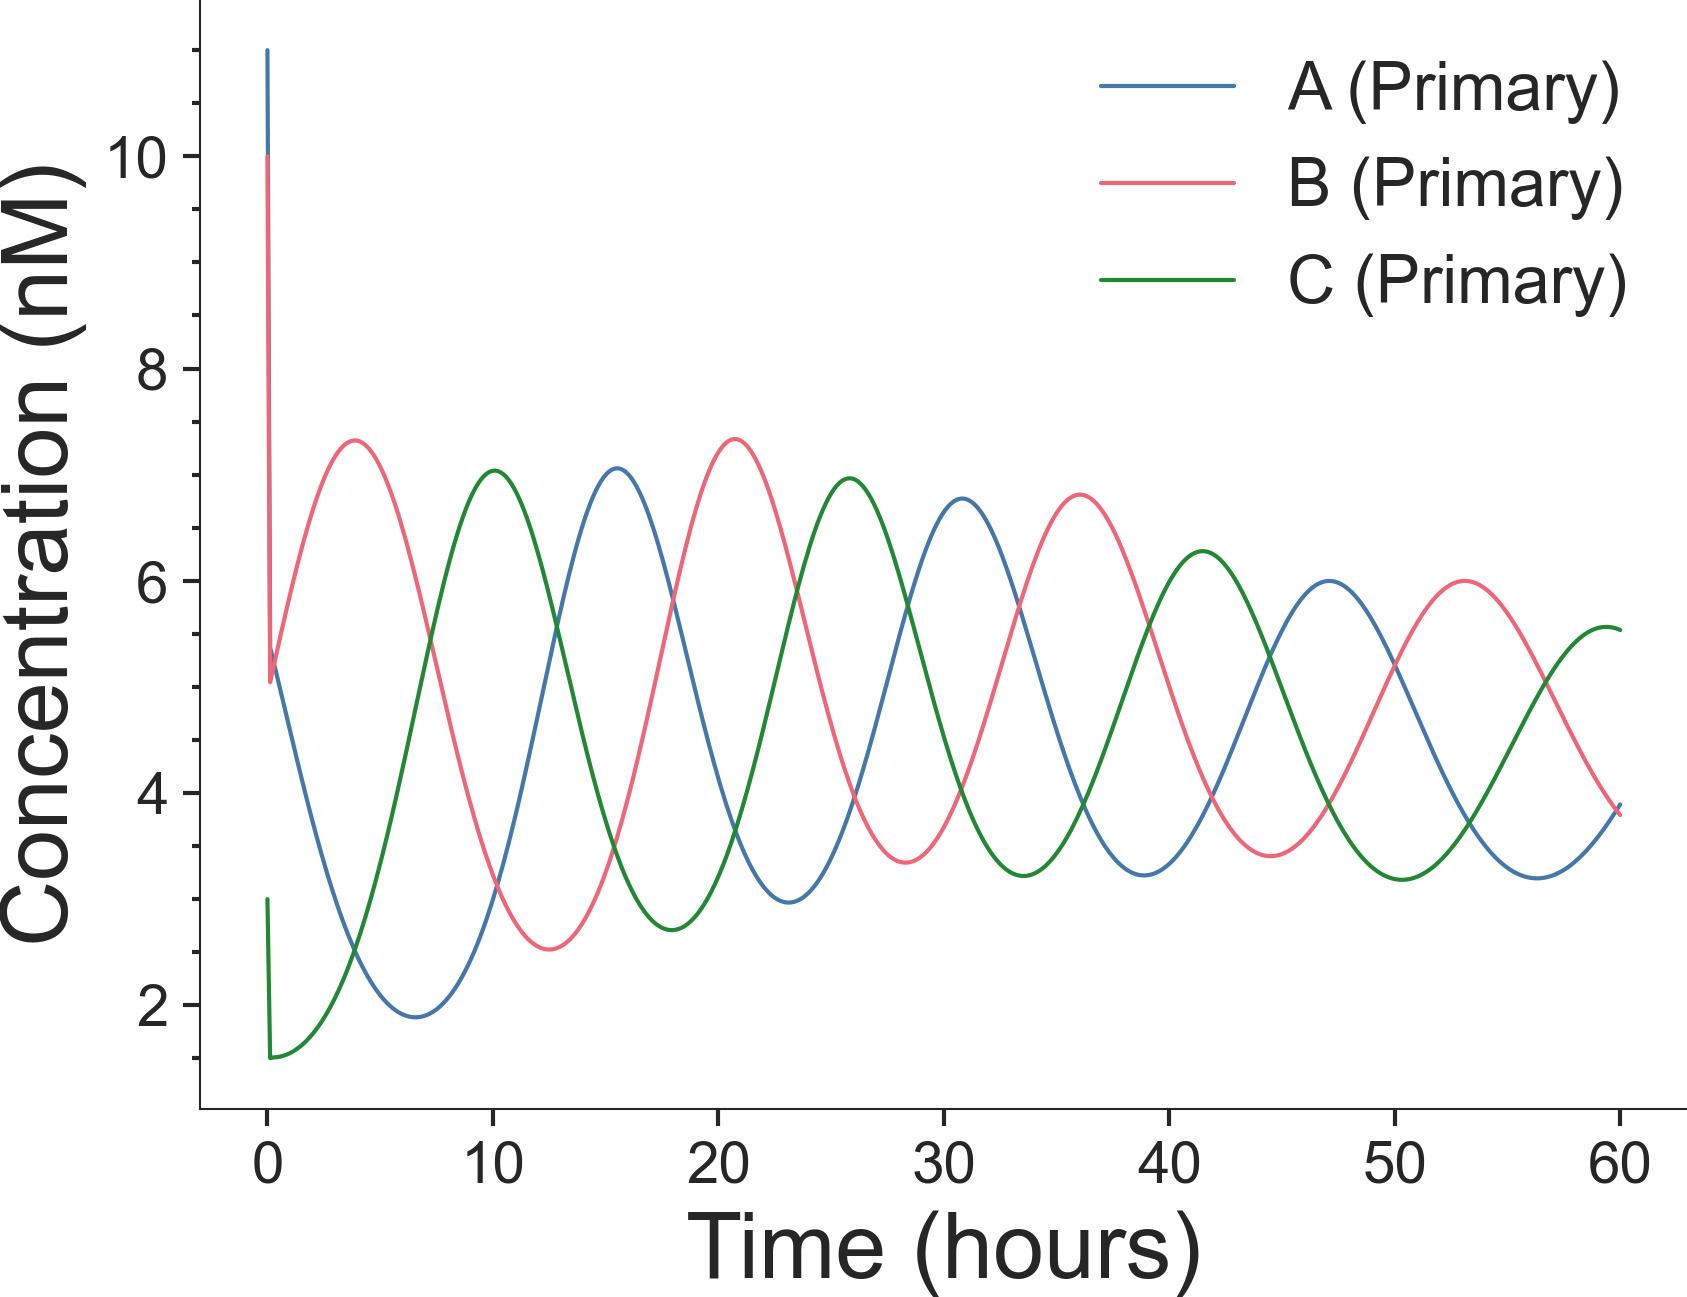 A (Primary)
B (Primary)
C (Primary)
Concentration (nM)
10
8
6
4
2
0 10 20 30 40 50 60
Time (hours)